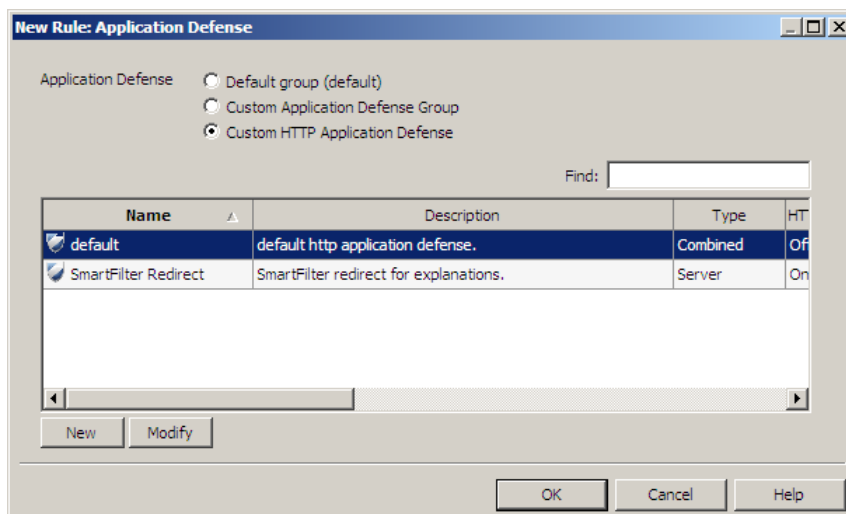 New Rule: Application Defense
Application Defense
Default group (default)
Custom Application Defense Group
Custom HTTP Application Defense
Find:
Name Description Type HT
default default http application defense. Combined Of
SmartFilter Redirect SmartFilter redirect for explanations. Server On
New Modify
OK Cancel Help